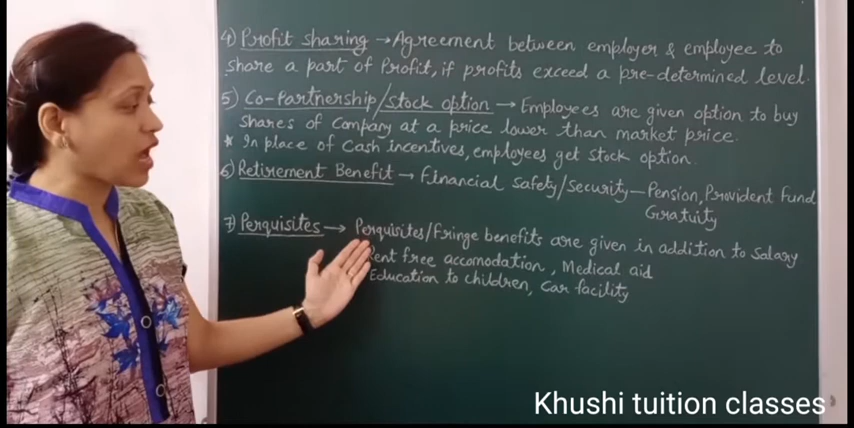 4) Profit sharing → Agreement between employer & employee to
share a part of Profit, if profits exceed a pre-determined level.
5) Co-Partnership/Stock option → Employees are given option to buy
Shares of Company at a price lower than market price.
* In place of Cash incentives, employees get stock option.
6) Retirement Benefit → Financial Safety/Security — Pension, Provident Fund
Gratuity
7) Perquisites → Perquisites/Fringe benefits are given in addition to Salary
Rent free accomodation, Medical aid
Education to children, Car facility
Khushi tuition classes